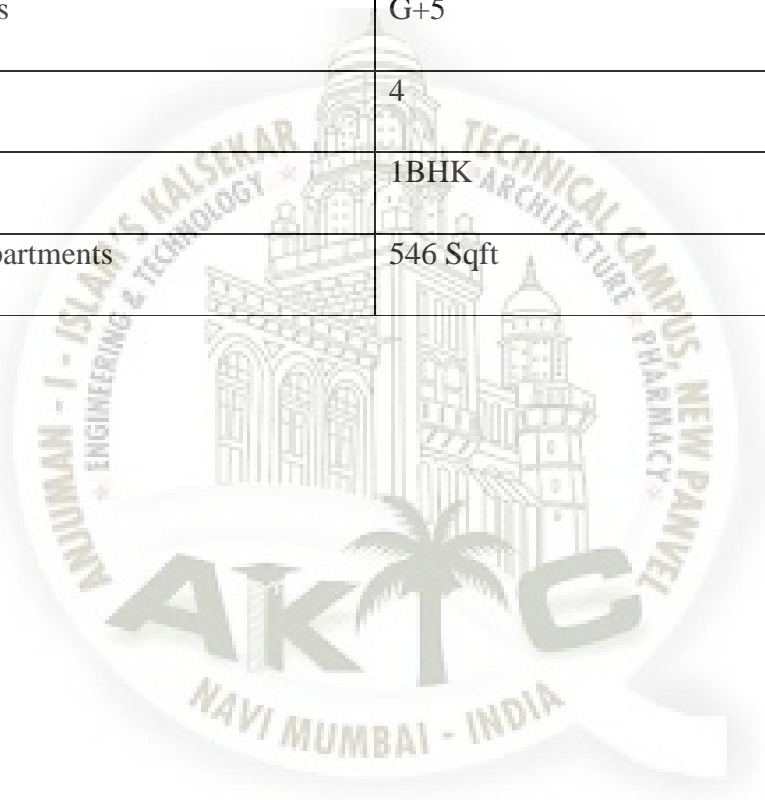 s G+5
4
1BHK
partments 546 Sqft
ANJUMAN - I - ISLAM'S KALSEKAR TECHNICAL CAMPUS, NEW PANVEL
ENGINEERING & TECHNOLOGY * ARCHITECTURE * PHARMACY *
AKTC
NAVI MUMBAI - INDIA